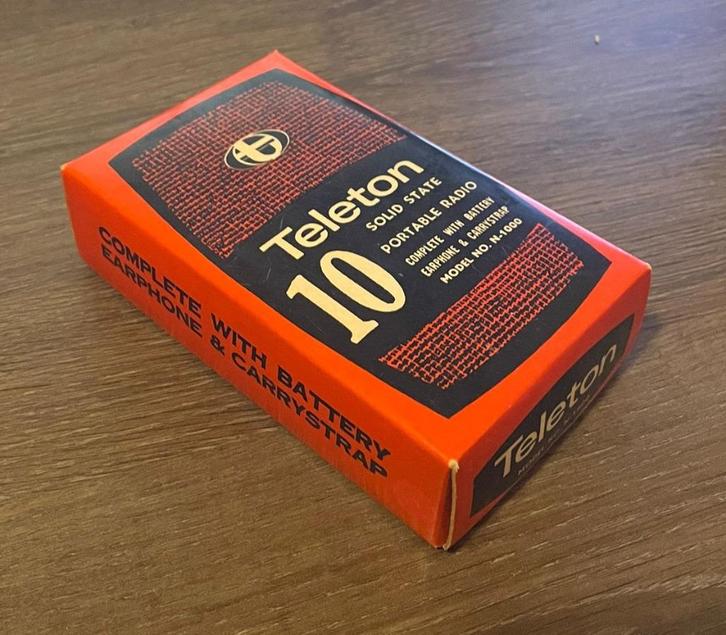 Teleton
10
SOLID STATE
PORTABLE RADIO
COMPLETE WITH BATTERY
EARPHONE & CARRYSTRAP
MODEL NO. N-1000
COMPLETE WITH BATTERY
EARPHONE & CARRYSTRAP
Teleton